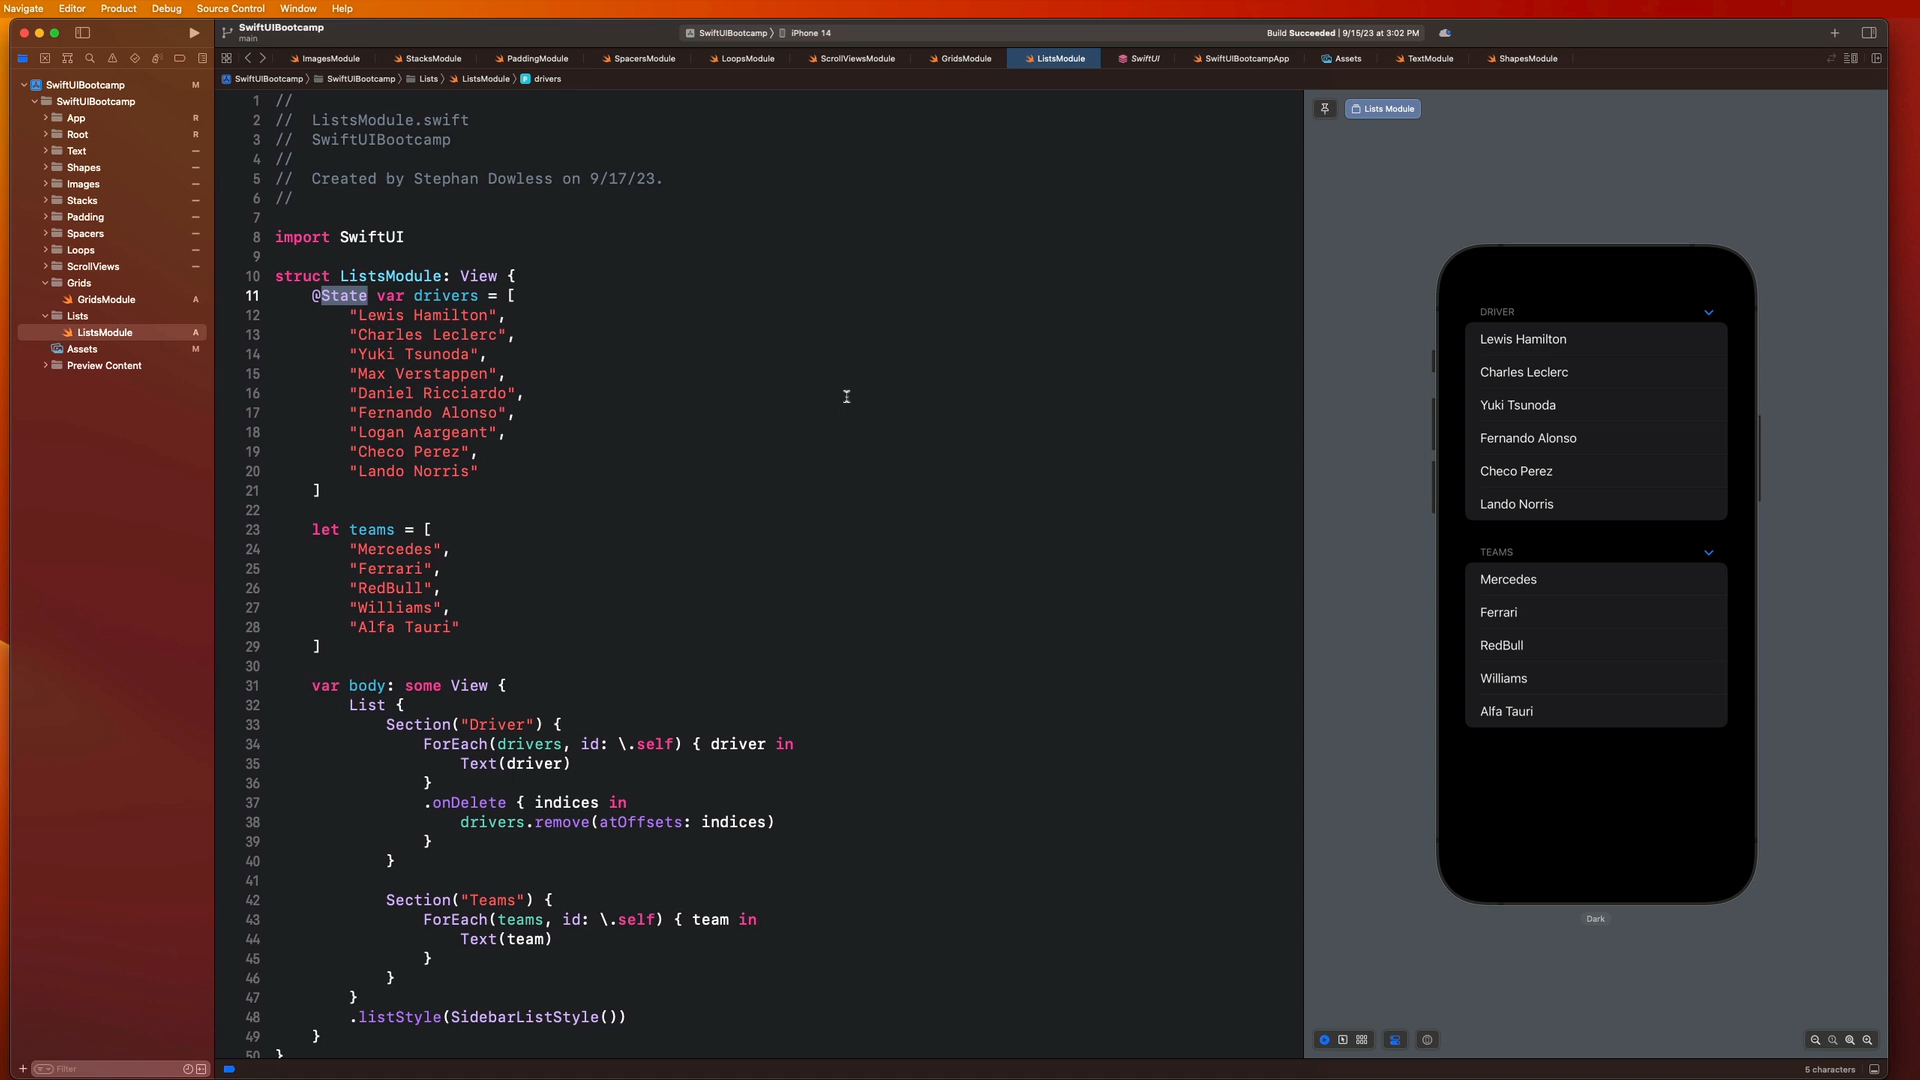 Navigate Editor Product Debug Source Control Window Help
SwiftUIBootcamp
main
SwiftUIBootcamp iPhone 14
Build Succeeded | 9/15/23 at 3:02 PM
ImagesModule StacksModule PaddingModule SpacersModule LoopsModule ScrollViewsModule GridsModule ListsModule SwiftUI SwiftUIBootcampApp Assets TextModule ShapesModule
SwiftUIBootcamp SwiftUIBootcamp Lists ListsModule P drivers
SwiftUIBootcamp M
SwiftUIBootcamp
App R
Root R
Text
Shapes
Images
Stacks
Padding
Spacers
Loops
ScrollViews
Grids
GridsModule A
Lists
ListsModule A
Assets M
Preview Content
Filter
1 //
2 // ListsModule.swift
3 // SwiftUIBootcamp
4 //
5 // Created by Stephan Dowless on 9/17/23.
6 //
7
8 import SwiftUI
9
10 struct ListsModule: View {
11 @State var drivers = [
12 "Lewis Hamilton",
13 "Charles Leclerc",
14 "Yuki Tsunoda",
15 "Max Verstappen",
16 "Daniel Ricciardo",
17 "Fernando Alonso",
18 "Logan Aargeant",
19 "Checo Perez",
20 "Lando Norris"
21 ]
22
23 let teams = [
24 "Mercedes",
25 "Ferrari",
26 "RedBull",
27 "Williams",
28 "Alfa Tauri"
29 ]
30
31 var body: some View {
32 List {
33 Section("Driver") {
34 ForEach(drivers, id: \.self) { driver in
35 Text(driver)
36 }
37 .onDelete { indices in
38 drivers.remove(atOffsets: indices)
39 }
40 }
41
42 Section("Teams") {
43 ForEach(teams, id: \.self) { team in
44 Text(team)
45 }
46 }
47 }
48 .listStyle(SidebarListStyle())
49 }
50 }
Lists Module
DRIVER
Lewis Hamilton
Charles Leclerc
Yuki Tsunoda
Fernando Alonso
Checo Perez
Lando Norris
TEAMS
Mercedes
Ferrari
RedBull
Williams
Alfa Tauri
Dark
5 characters